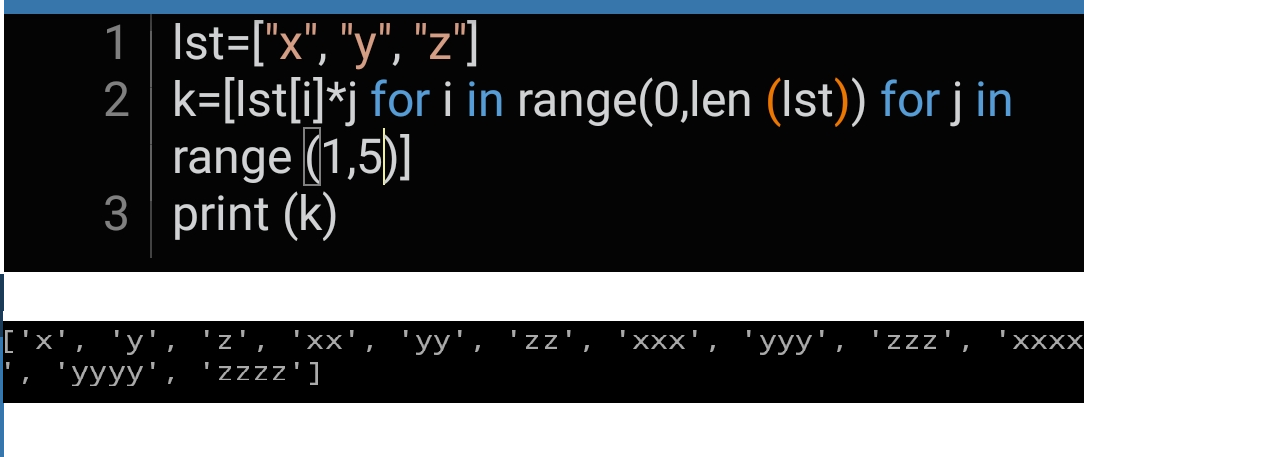 1 lst=["x", "y", "z"]
2 k=[lst[i]*j for i in range(0,len (lst)) for j in
range (1,5)]
3 print (k)
['x', 'y', 'z', 'xx', 'yy', 'zz', 'xxx', 'yyy', 'zzz', 'xxxx
', 'yyyy', 'zzzz']